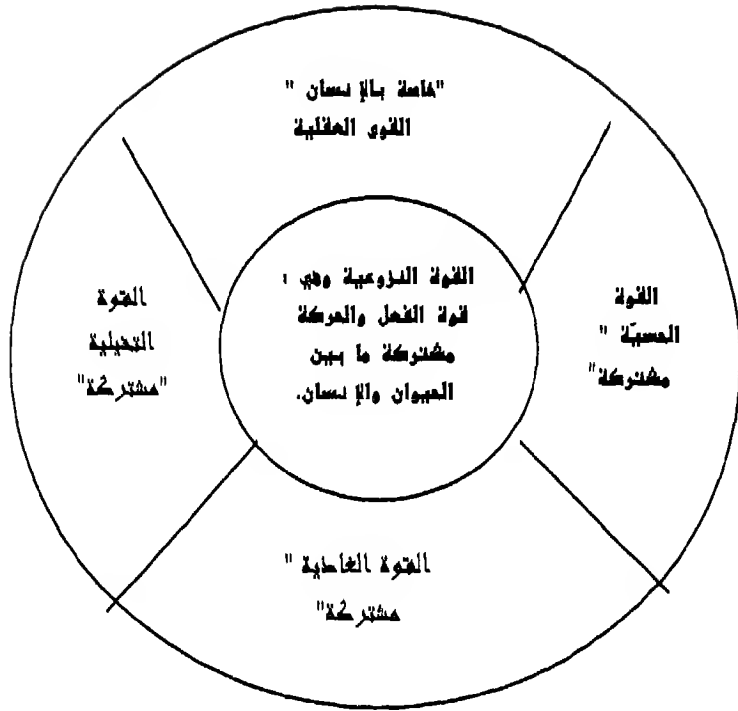 "خاصة بالإنسان"
القوى العقلية
القوة النزوعية وهي :
قوة الفعل والحركة
مشتركة ما بين
الحيوان والإنسان.
القوة
الحسيّة "
مشتركة"
القوة
التخيلية
"مشتركة"
القوة الغاذية "
مشتركة"